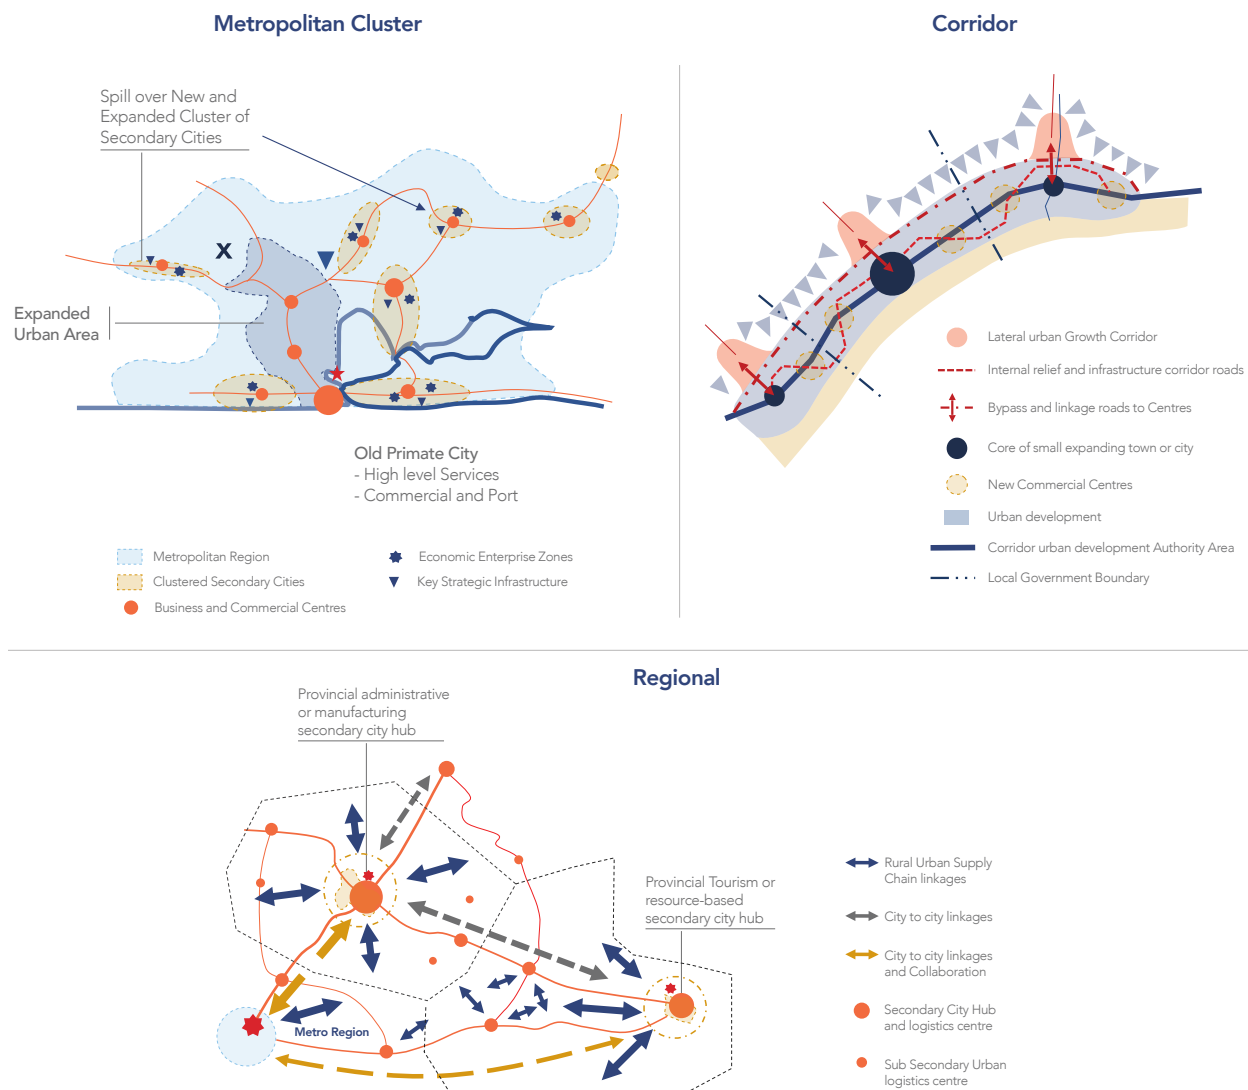 Metropolitan Cluster
Spill over New and
Expanded Cluster of
Secondary Cities
X
Expanded
Urban Area
Old Primate City
- High level Services
- Commercial and Port
Metropolitan Region
Clustered Secondary Cities
Business and Commercial Centres
Economic Enterprise Zones
Key Strategic Infrastructure
Corridor
Lateral urban Growth Corridor
Internal relief and infrastructure corridor roads
Bypass and linkage roads to Centres
Core of small expanding town or city
New Commercial Centres
Urban development
Corridor urban development Authority Area
Local Government Boundary
Regional
Provincial administrative
or manufacturing
secondary city hub
Provincial Tourism or
resource-based
secondary city hub
Metro Region
Rural Urban Supply
Chain linkages
City to city linkages
City to city linkages
and Collaboration
Secondary City Hub
and logistics centre
Sub Secondary Urban
logistics centre